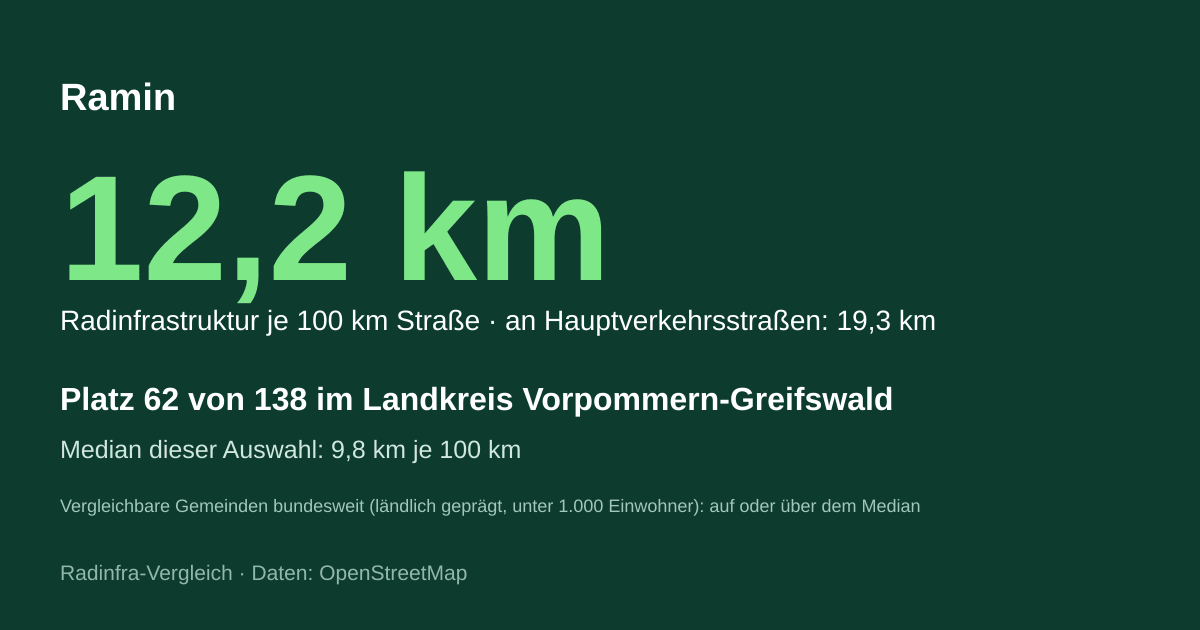 Ramin
12,2 km
Radinfrastruktur je 100 km Straße · an Hauptverkehrsstraßen: 19,3 km
Platz 62 von 138 im Landkreis Vorpommern-Greifswald
Median dieser Auswahl: 9,8 km je 100 km
Vergleichbare Gemeinden bundesweit (ländlich geprägt, unter 1.000 Einwohner): auf oder über dem Median
Radinfra-Vergleich · Daten: OpenStreetMap